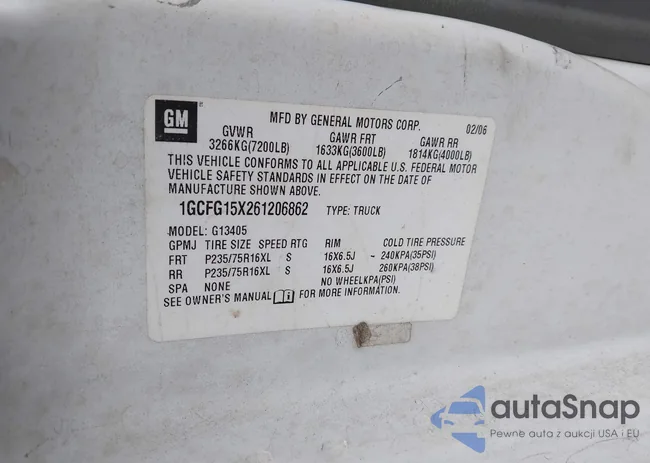 GM
MFD BY GENERAL MOTORS CORP. 02/06
GVWR GAWR FRT GAWR RR
3266KG(7200LB) 1633KG(3600LB) 1814KG(4000LB)
THIS VEHICLE CONFORMS TO ALL APPLICABLE U.S. FEDERAL MOTOR
VEHICLE SAFETY STANDARDS IN EFFECT ON THE DATE OF
MANUFACTURE SHOWN ABOVE.
1GCFG15X261206862 TYPE: TRUCK
MODEL: G13405
GPMJ TIRE SIZE SPEED RTG RIM COLD TIRE PRESSURE
FRT P235/75R16XL S 16X6.5J - 240KPA(35PSI)
RR P235/75R16XL S 16X6.5J 260KPA(38PSI)
SPA NONE NO WHEELKPA(PSI)
SEE OWNER'S MANUAL FOR MORE INFORMATION.
autoSnap
Pewne auta z aukcji USA i EU